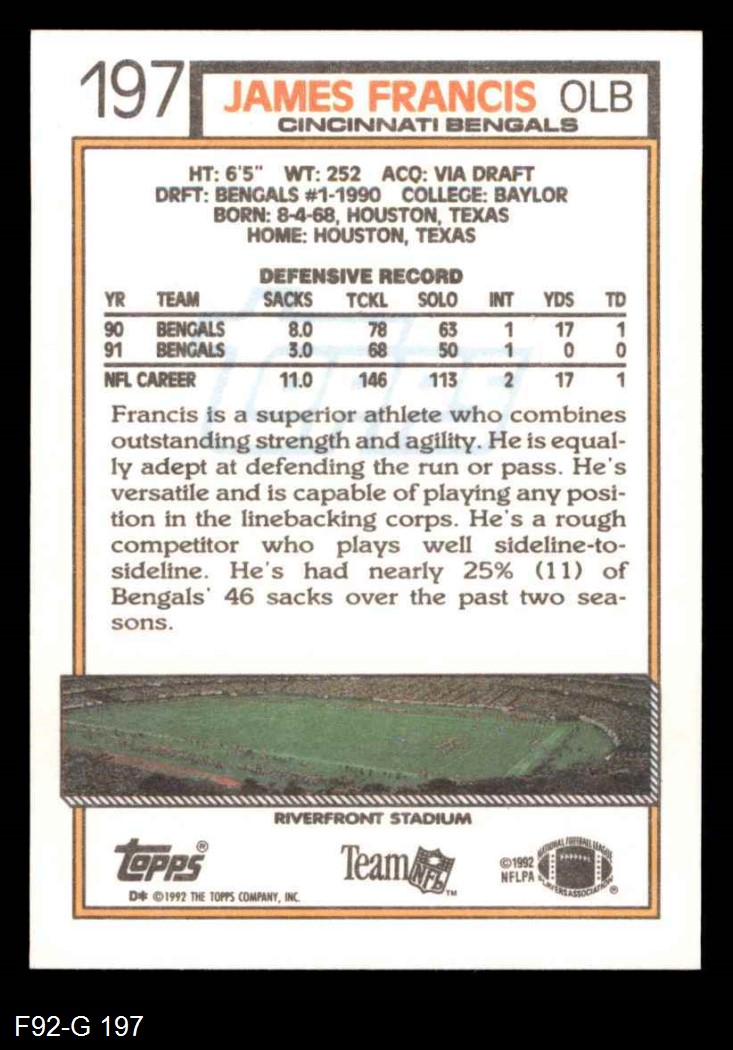 197
JAMES FRANCIS OLB
CINCINNATI BENGALS
HT: 6'5" WT: 252 ACQ: VIA DRAFT
DRFT: BENGALS #1-1990 COLLEGE: BAYLOR
BORN: 8-4-68, HOUSTON, TEXAS
HOME: HOUSTON, TEXAS
DEFENSIVE RECORD
YR TEAM SACKS TCKL SOLO INT YDS TD
90 BENGALS 8.0 78 63 1 17 1
91 BENGALS 3.0 68 50 1 0 0
NFL CAREER 11.0 146 113 2 17 1
Francis is a superior athlete who combines
outstanding strength and agility. He is equal-
ly adept at defending the run or pass. He's
versatile and is capable of playing any posi-
tion in the linebacking corps. He's a rough
competitor who plays well sideline-to-
sideline. He's had nearly 25% (11) of
Bengals' 46 sacks over the past two sea-
sons.
RIVERFRONT STADIUM
TOPPS®
Team NFL ™
©1992
NFLPA
NATIONAL FOOTBALL LEAGUE
PLAYERS ASSOCIATION ®
D* ©1992 THE TOPPS COMPANY, INC.
F92-G 197